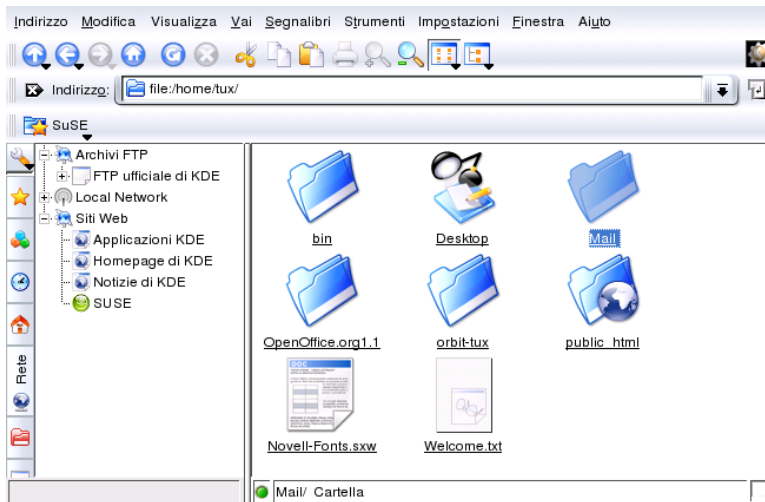 Indirizzo Modifica Visualizza Vai Segnalibri Strumenti Impostazioni Finestra Aiuto
Indirizzo: file:/home/tux/
SuSE
Archivi FTP
FTP ufficiale di KDE
Local Network
Siti Web
Applicazioni KDE
Homepage di KDE
Notizie di KDE
SUSE
Rete
bin Desktop Mail
OpenOffice.org1.1 orbit-tux public_html
DOC
Novell-Fonts.sxw Welcome.txt
Mail/ Cartella